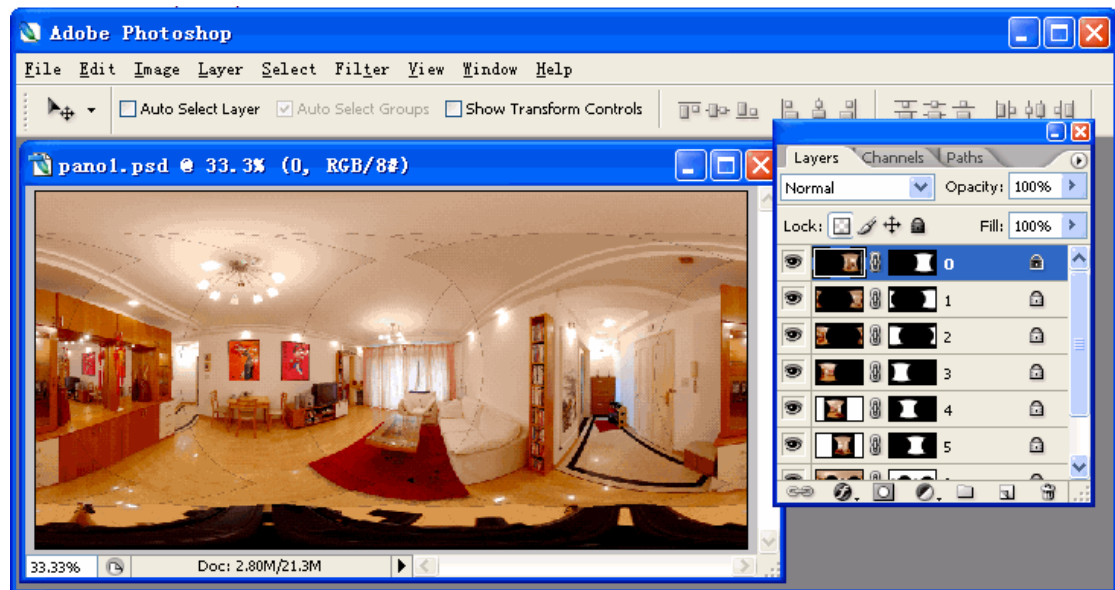 Adobe Photoshop
File Edit Image Layer Select Filter View Window Help
Auto Select Layer Auto Select Groups Show Transform Controls
pano1.psd @ 33.3% (0, RGB/8#)
Layers Channels Paths
Normal Opacity: 100%
Lock: Fill: 100%
0
1
2
3
4
5
33.33% Doc: 2.80M/21.3M